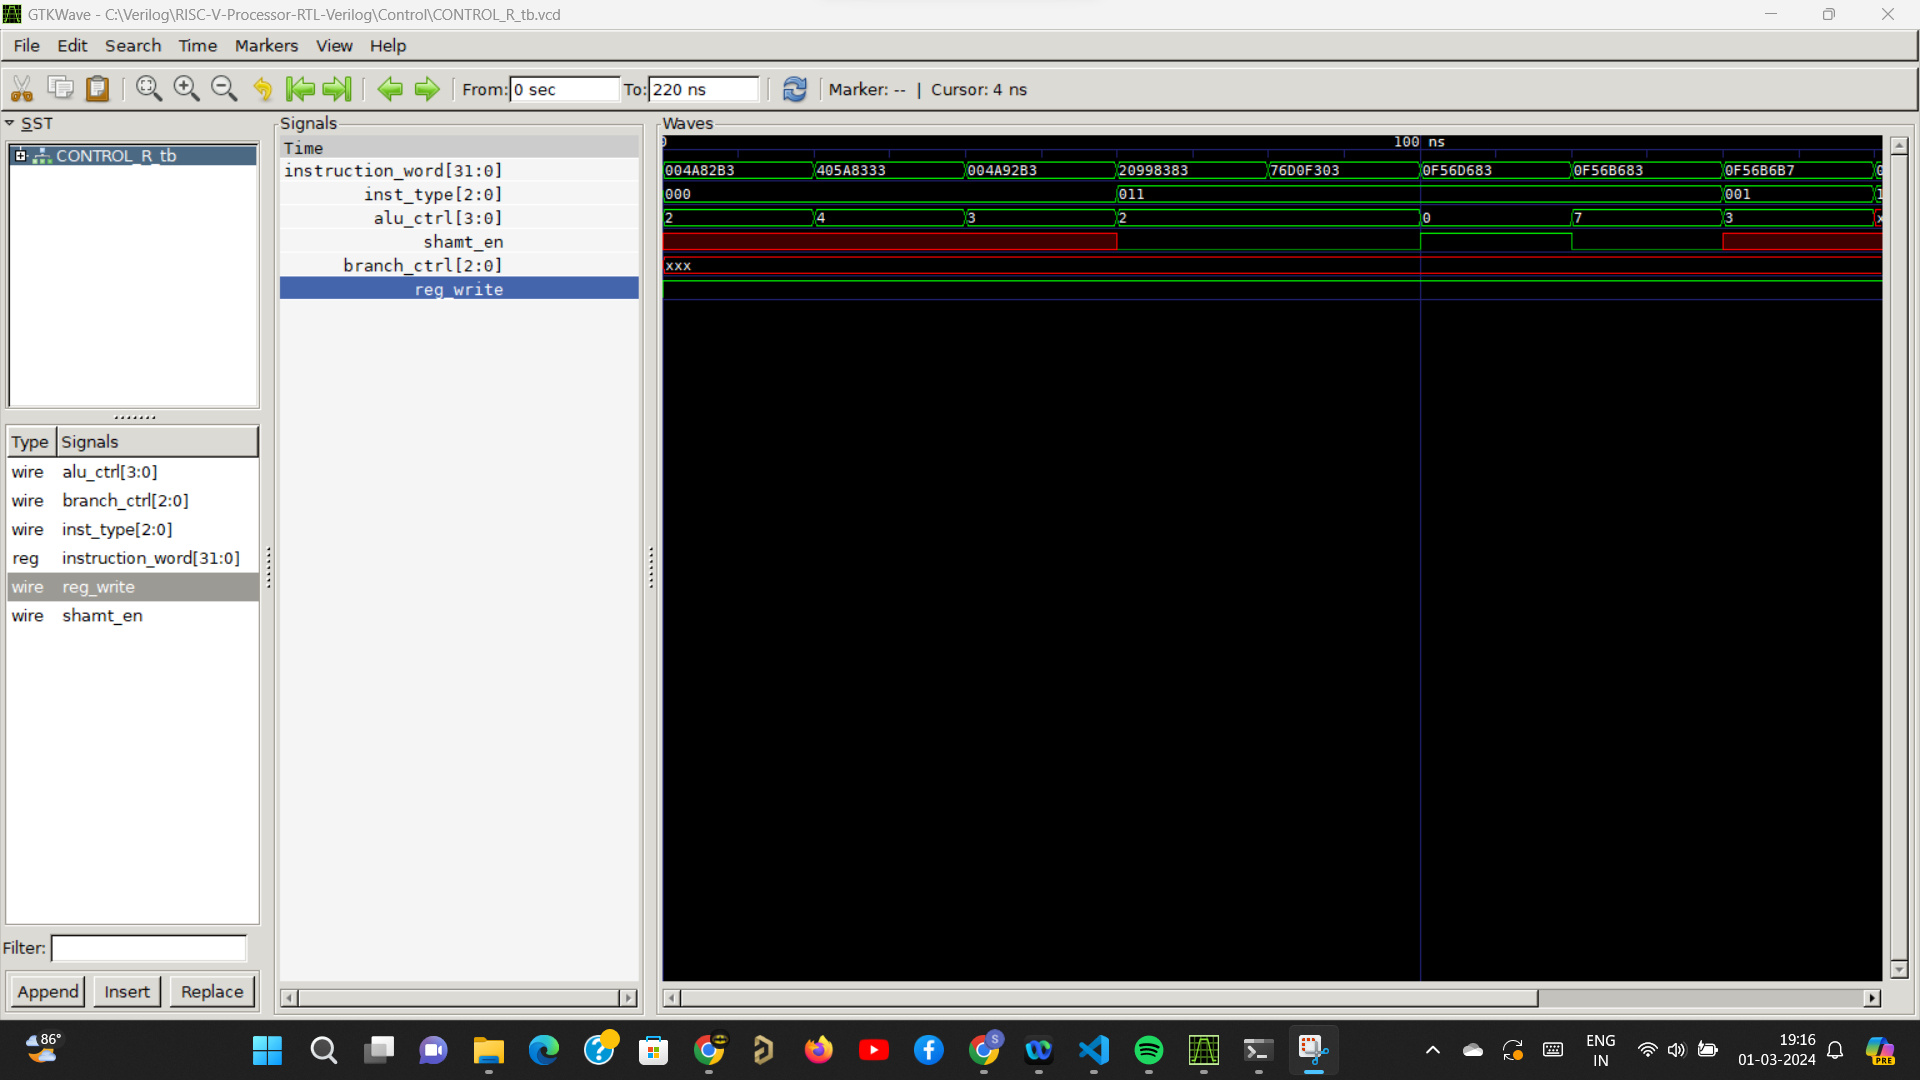 GTKWave - C:\Verilog\RISC-V-Processor-RTL-Verilog\Control\CONTROL_R_tb.vcd
File Edit Search Time Markers View Help
From: 0 sec To: 220 ns Marker: -- | Cursor: 4 ns
SST
CONTROL_R_tb
Type Signals
wire alu_ctrl[3:0]
wire branch_ctrl[2:0]
wire inst_type[2:0]
reg instruction_word[31:0]
wire reg_write
wire shamt_en
Filter:
Append Insert Replace
Signals
Time
instruction_word[31:0]
inst_type[2:0]
alu_ctrl[3:0]
shamt_en
branch_ctrl[2:0]
reg_write
Waves
100 ns
004A82B3 405A8333 004A92B3 20998383 76D0F303 0F56D683 0F56B683 0F56B6B7
000 011 001
2 4 3 2 0 7 3 x
xxx
86°
S
ENG
IN
19:16
01-03-2024
PRE